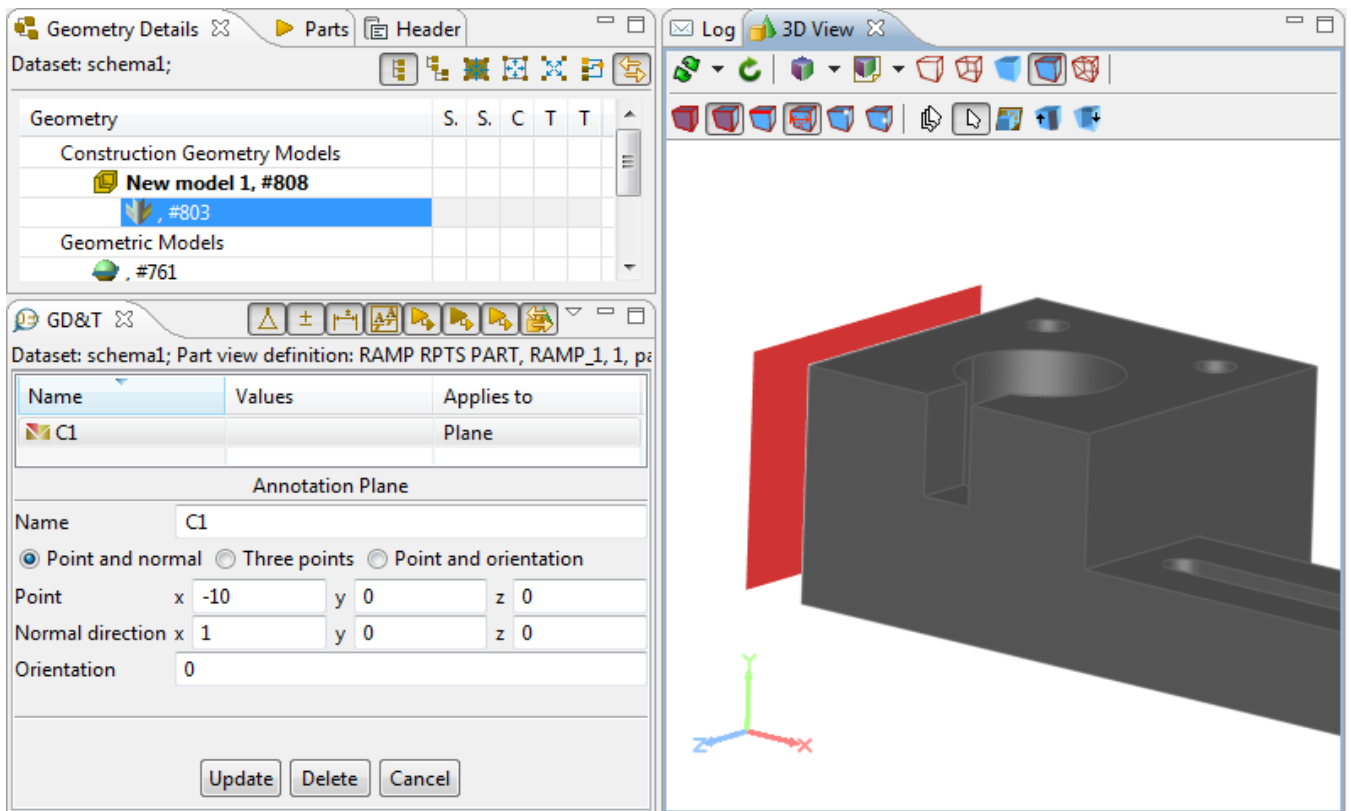 Geometry Details Parts Header
Dataset: schema1;
Geometry S. S. C T T
Construction Geometry Models
New model 1, #808
, #803
Geometric Models
, #761
GD&T
Dataset: schema1; Part view definition: RAMP RPTS PART, RAMP_1, 1, pa
Name Values Applies to
C1 Plane
Annotation Plane
Name C1
Point and normal Three points Point and orientation
Point x -10 y 0 z 0
Normal direction x 1 y 0 z 0
Orientation 0
Update Delete Cancel
Log 3D View
Y
Z X